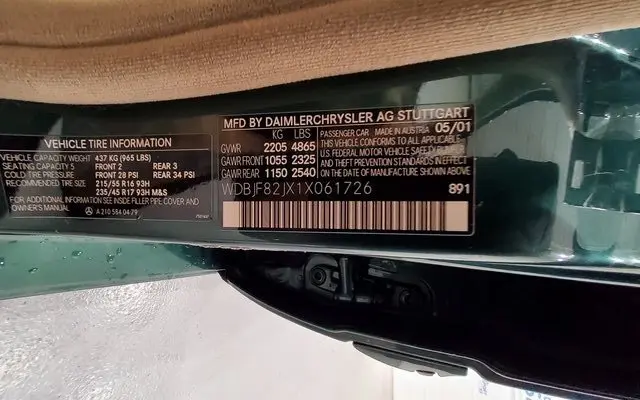 VEHICLE TIRE INFORMATION
VEHICLE CAPACITY WEIGHT 437 KG (965 LBS)
SEATING CAPACITY 5 FRONT 2 REAR 3
COLD TIRE PRESSURE FRONT 28 PSI REAR 34 PSI
RECOMMENDED TIRE SIZE 215/55 R16 93H
235/45 R17 93H M&S
FOR ADDITIONAL INFORMATION SEE INSIDE FILLER PIPE COVER AND
OWNER'S MANUAL
A 210 584 04 79
MFD BY DAIMLERCHRYSLER AG STUTTGART
KG LBS
GVWR 2205 4865
GAWR FRONT 1055 2325
GAWR REAR 1150 2540
PASSENGER CAR MADE IN AUSTRIA 05/01
THIS VEHICLE CONFORMS TO ALL APPLICABLE
U.S. FEDERAL MOTOR VEHICLE SAFETY BUMPER
AND THEFT PREVENTION STANDARDS IN EFFECT
ON THE DATE OF MANUFACTURE SHOWN ABOVE
WDBJF82JX1X061726 891